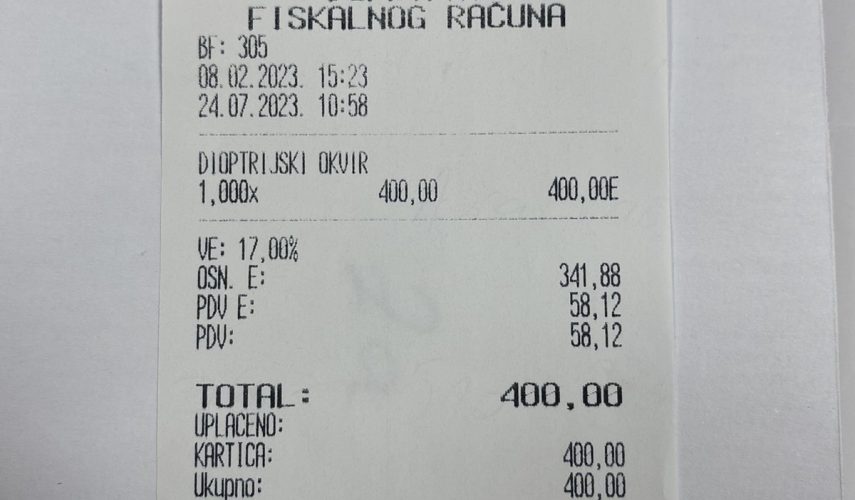 FISKALNOG RAČUNA
BF: 305
08.02.2023. 15:23
24.07.2023. 10:58
DIOPTRIJSKI OKVIR
1,000x 400,00 400,00E
VE: 17,00%
OSN. E: 341,88
PDV E: 58,12
PDV: 58,12
TOTAL: 400,00
UPLAĆENO:
KARTICA: 400,00
Ukupno: 400,00